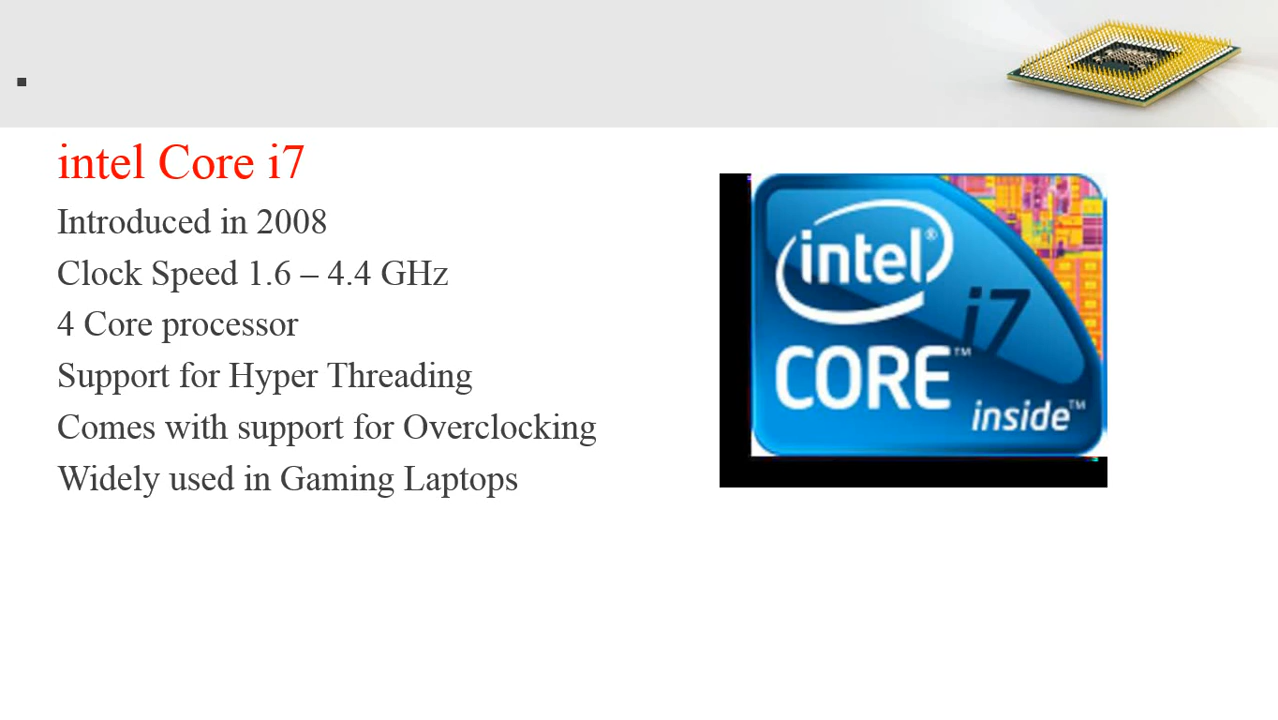 intel Core i7
Introduced in 2008
Clock Speed 1.6 – 4.4 GHz
4 Core processor
Support for Hyper Threading
Comes with support for Overclocking
Widely used in Gaming Laptops
intel®
i7
CORE™
inside™